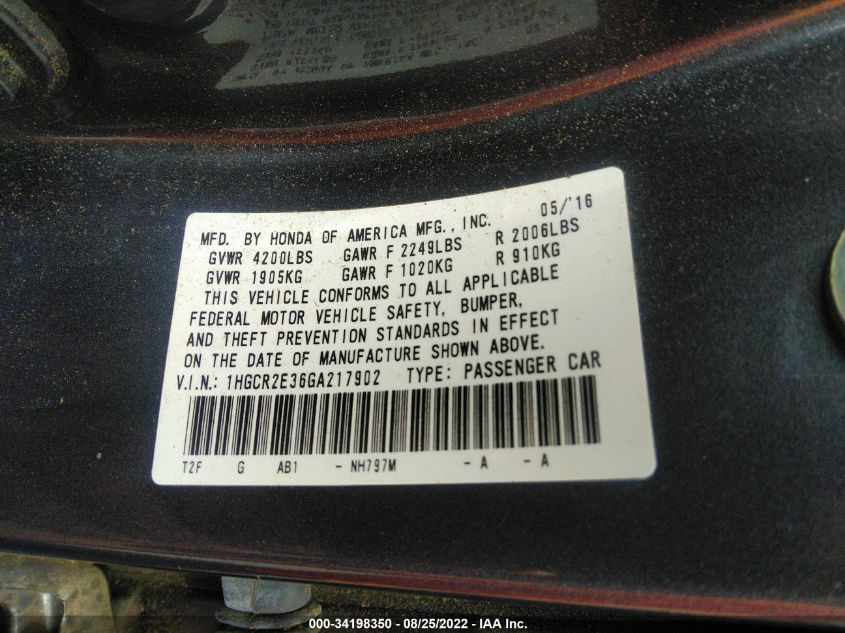 MFD. BY HONDA OF AMERICA MFG., INC. 05/'16
GVWR 4200LBS GAWR F 2249LBS R 2006LBS
GVWR 1905KG GAWR F 1020KG R 910KG
THIS VEHICLE CONFORMS TO ALL APPLICABLE
FEDERAL MOTOR VEHICLE SAFETY, BUMPER,
AND THEFT PREVENTION STANDARDS IN EFFECT
ON THE DATE OF MANUFACTURE SHOWN ABOVE.
V.I.N.: 1HGCR2E36GA217902 TYPE: PASSENGER CAR
T2F G AB1 - NH797M - A - A
000-34198350 - 08/25/2022 - IAA Inc.